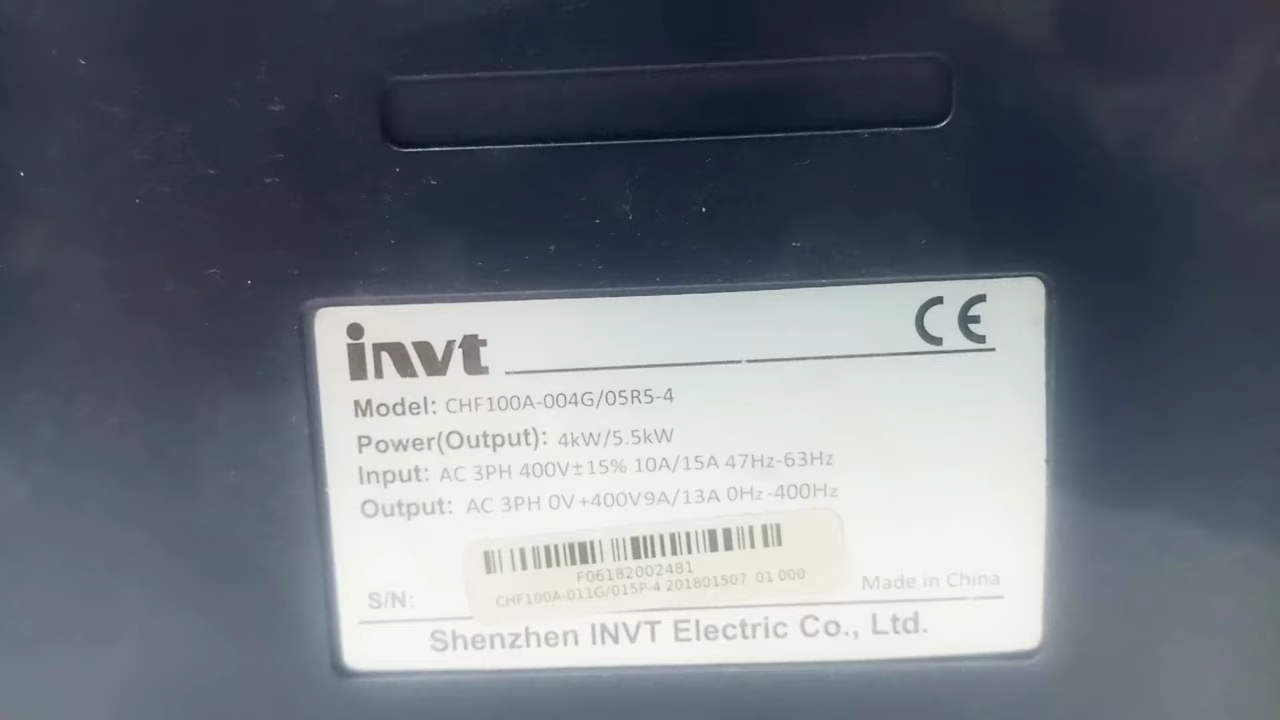 invt
CE
Model: CHF100A-004G/05R5-4
Power(Output): 4kW/5.5kW
Input: AC 3PH 400V±15% 10A/15A 47Hz-63Hz
Output: AC 3PH 0V+400V9A/13A 0Hz-400Hz
F06182002481
CHF100A-011G/015P-4 201801507 01 000
S/N:
Made in China
Shenzhen INVT Electric Co., Ltd.